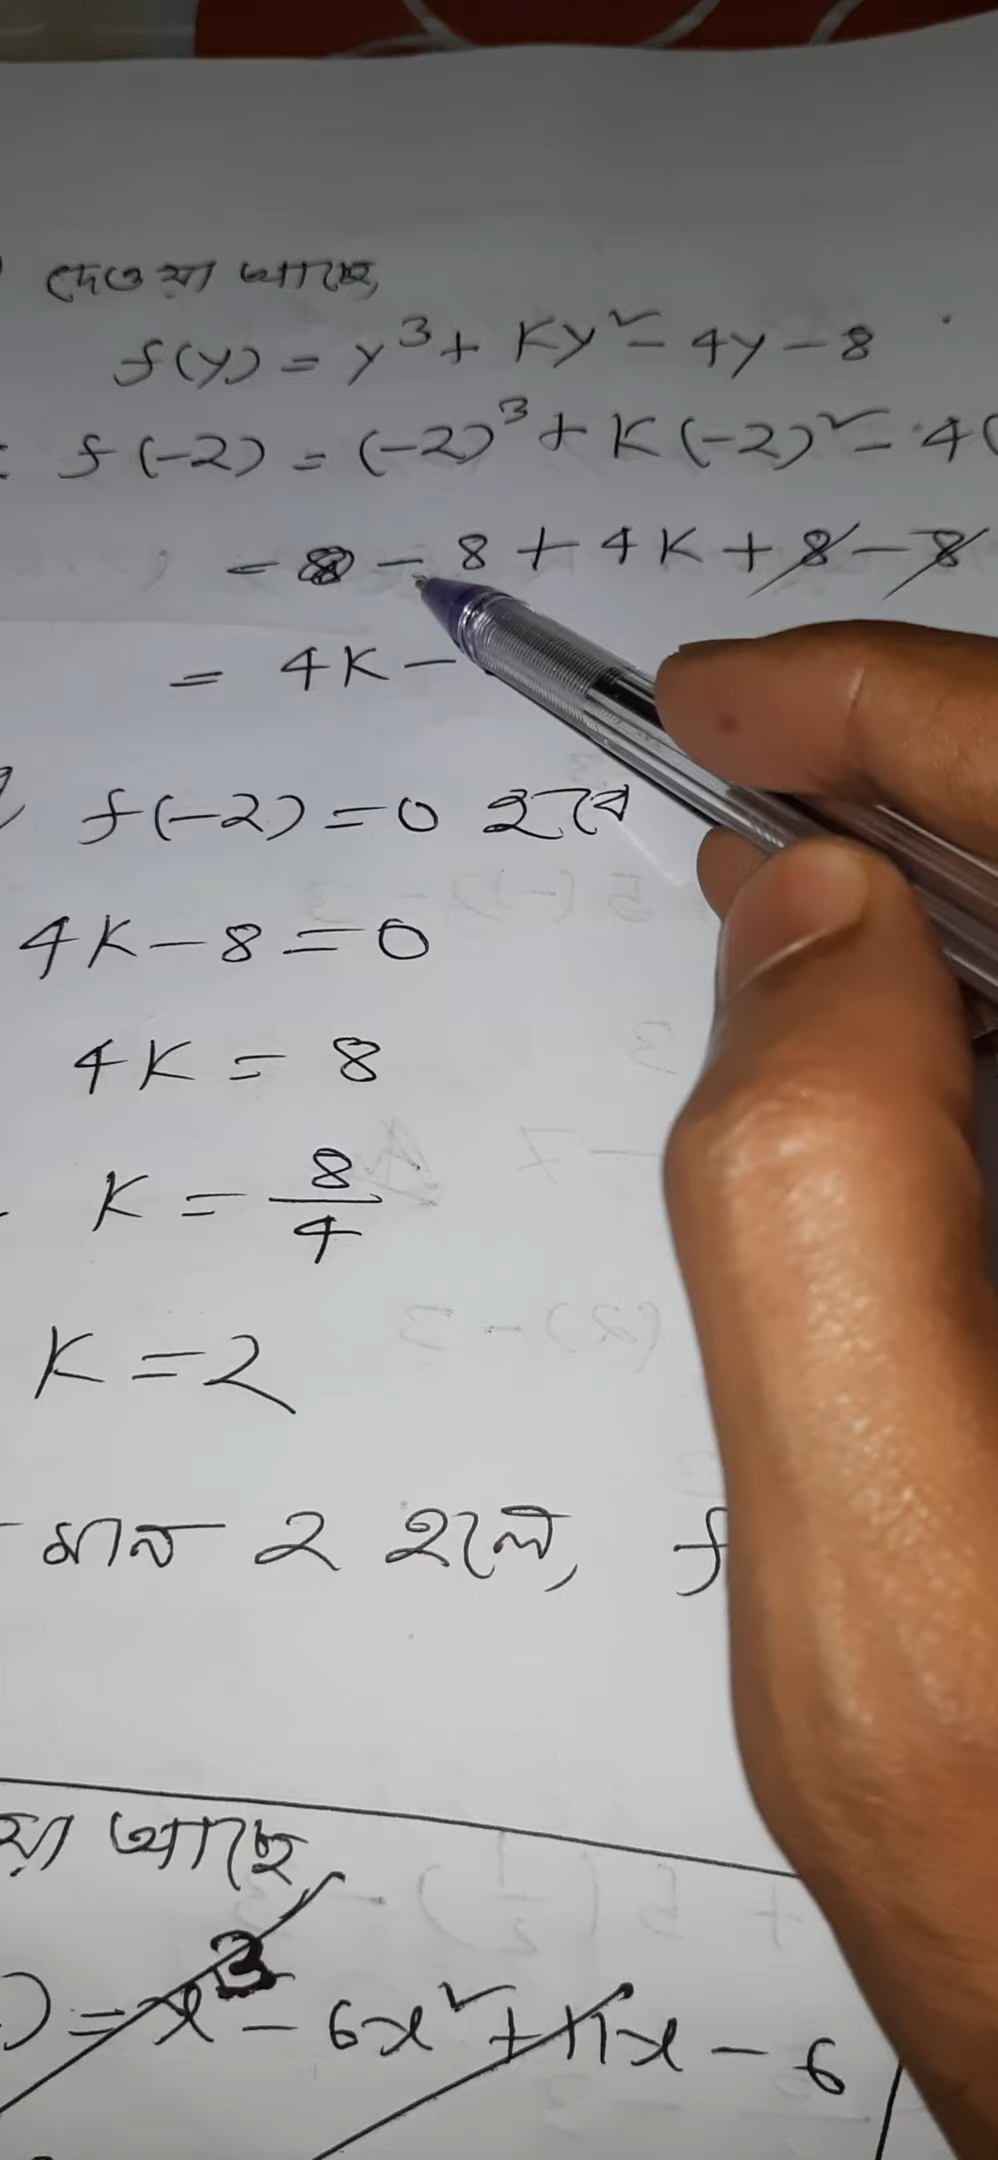 দেওয়া আছে,
f(y) = y³ + Ky² - 4y - 8
f(-2) = (-2)³ + K(-2)² - 4(
= - 8 + 4K + 8 - 8
= 4K -
f(-2) = 0 হবে
4K - 8 = 0
4K = 8
K = 8/4
K = 2
মান 2 হলে, f
য়া আছে
) = x³ - 6x² + 11x - 6